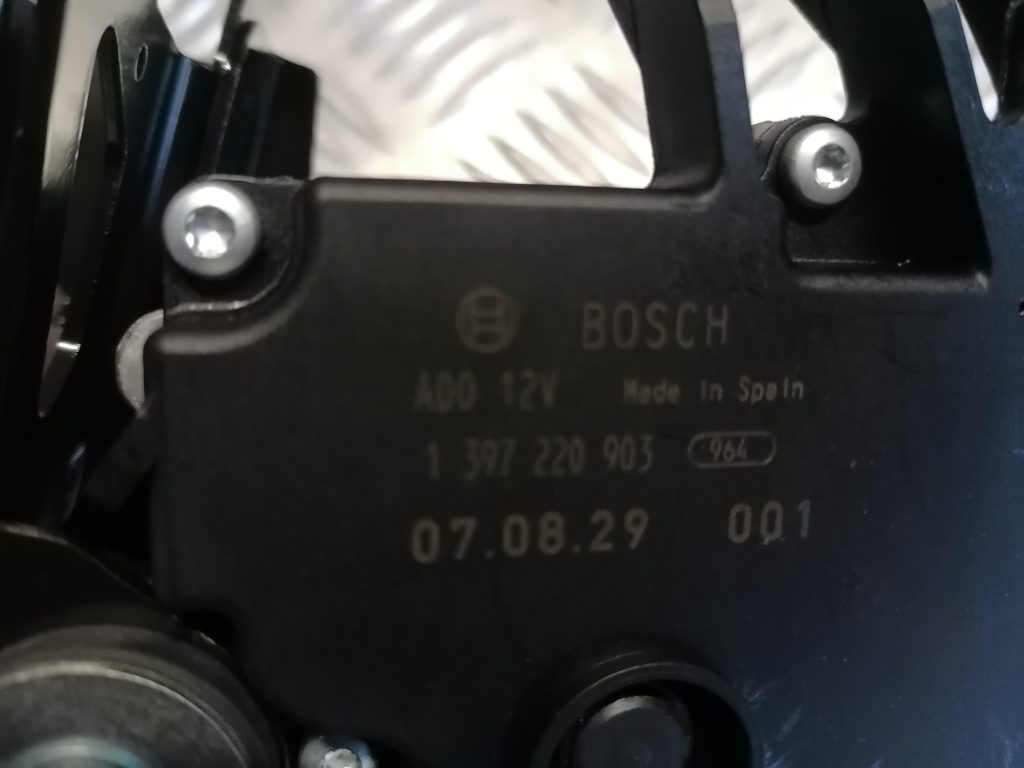 BOSCH
ADO 12V Made in Spain
1 397 220 903 964
07.08.29 001